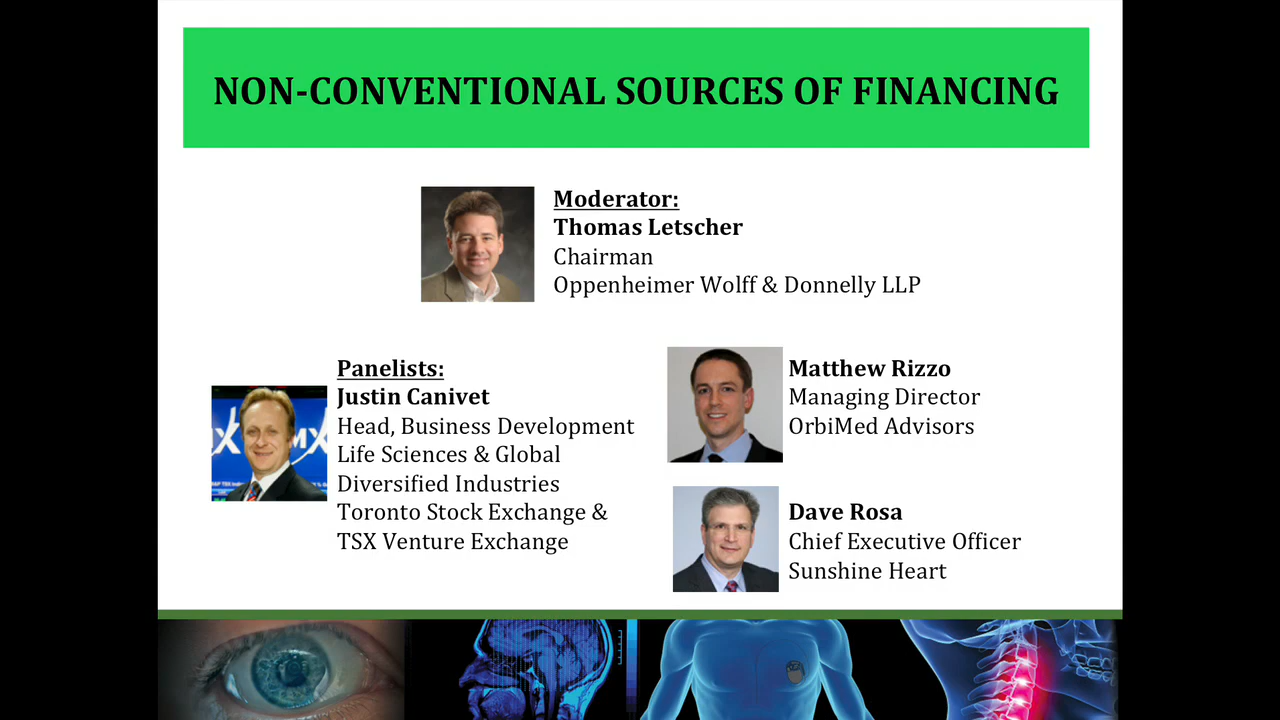 NON-CONVENTIONAL SOURCES OF FINANCING
Moderator:
Thomas Letscher
Chairman
Oppenheimer Wolff & Donnelly LLP
Panelists:
Justin Canivet
Head, Business Development
Life Sciences & Global
Diversified Industries
Toronto Stock Exchange &
TSX Venture Exchange
Matthew Rizzo
Managing Director
OrbiMed Advisors
Dave Rosa
Chief Executive Officer
Sunshine Heart